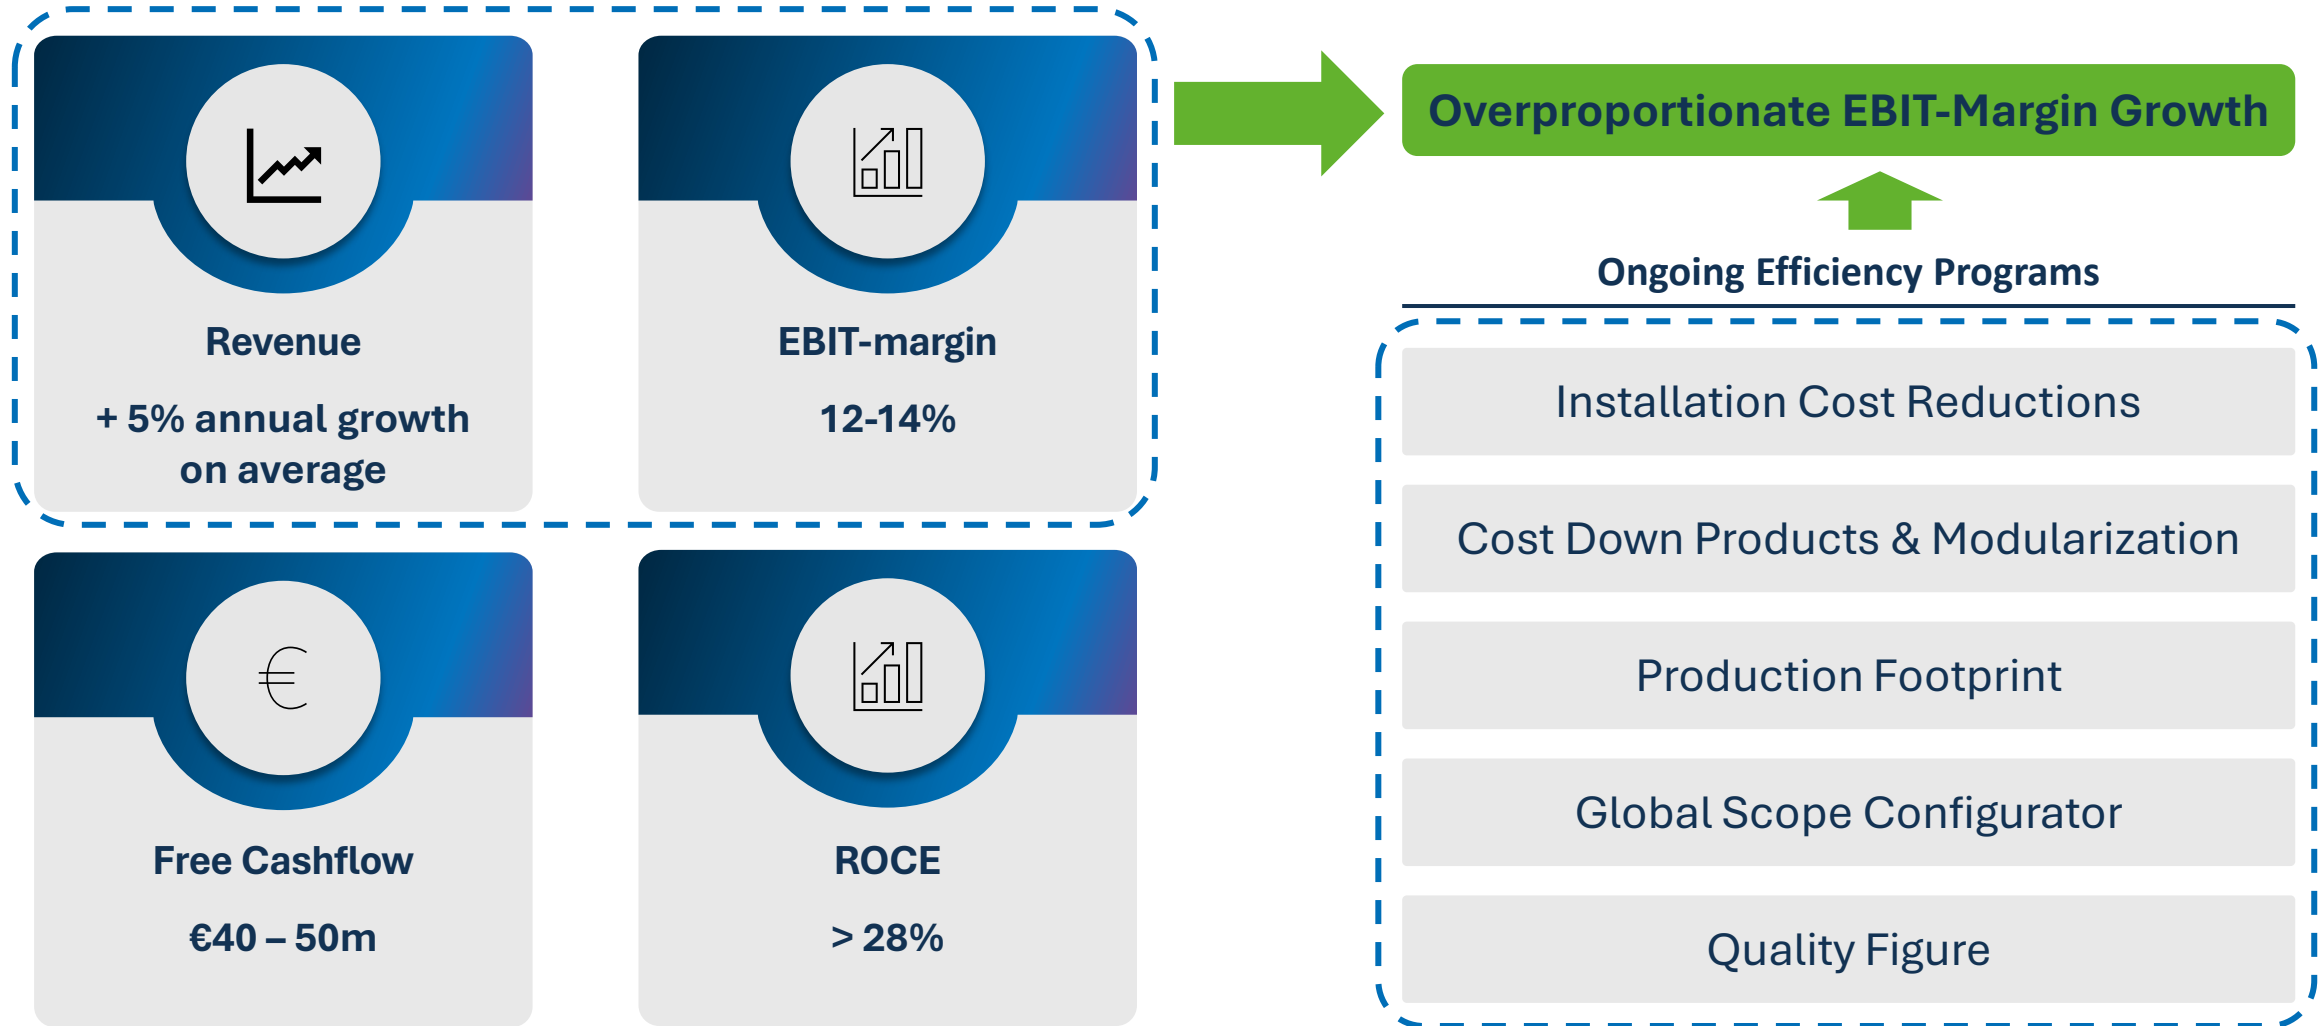 Revenue
+ 5% annual growth
on average
EBIT-margin
12-14%
Free Cashflow
€40 – 50m
ROCE
> 28%
Overproportionate EBIT-Margin Growth
Ongoing Efficiency Programs
Installation Cost Reductions
Cost Down Products & Modularization
Production Footprint
Global Scope Configurator
Quality Figure